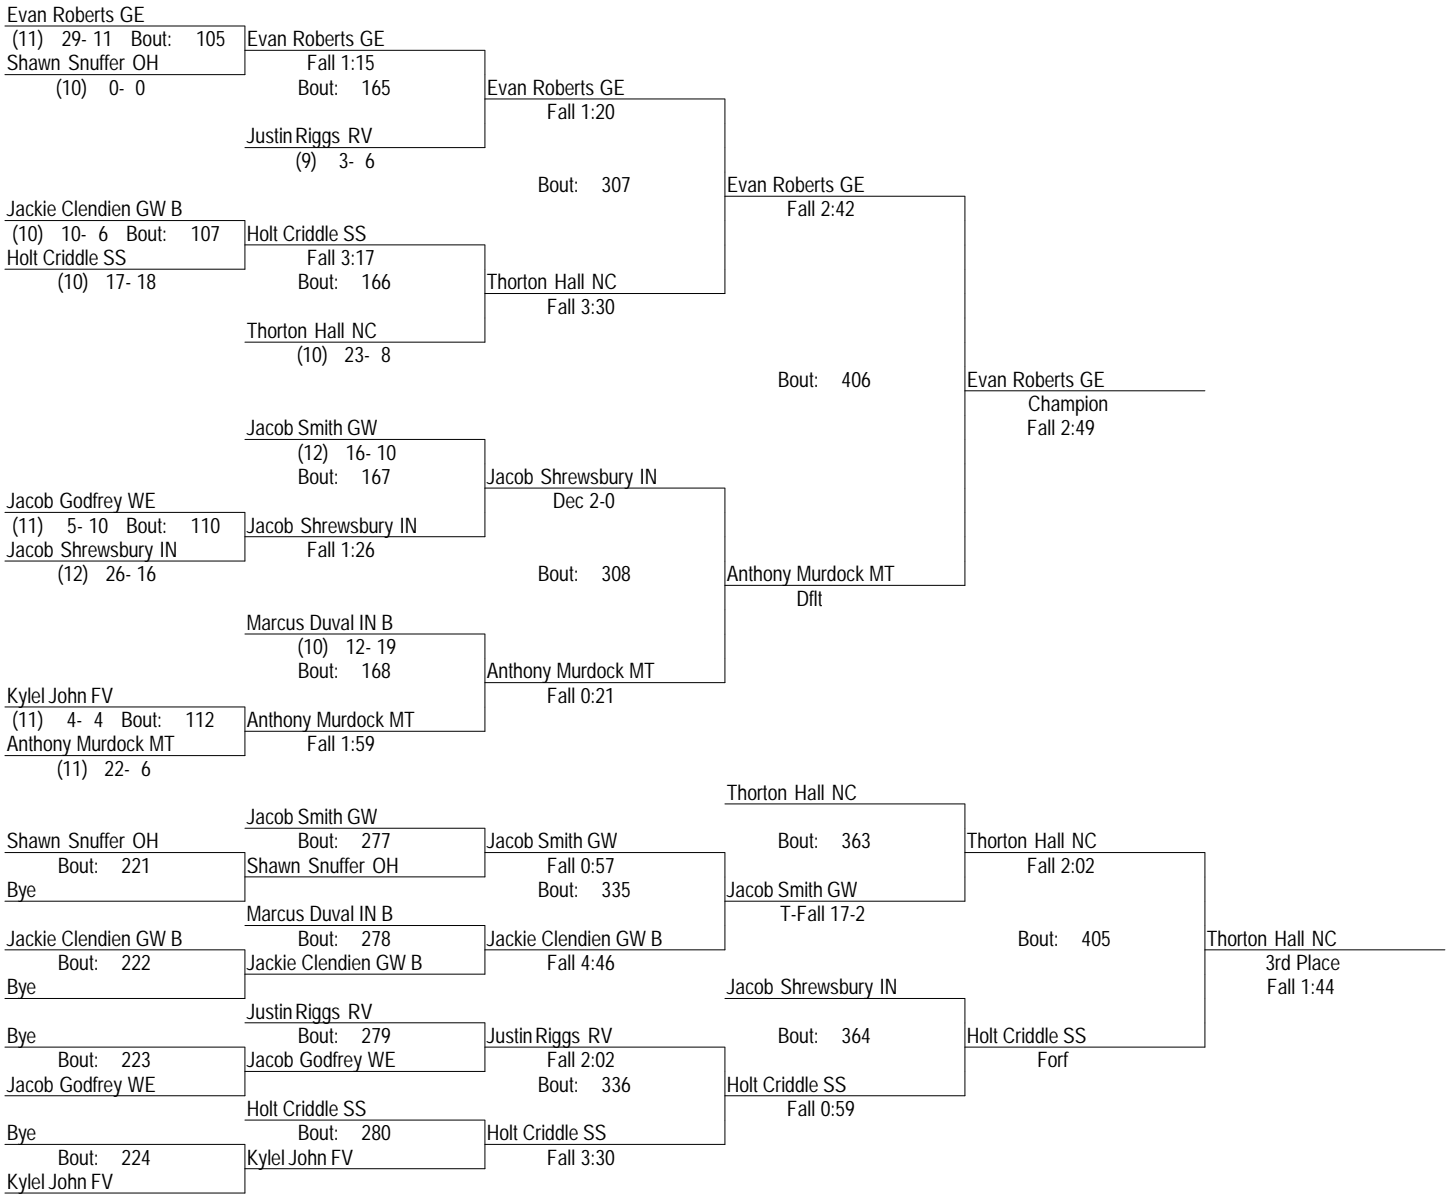 Evan Roberts GE
(11) 29- 11 Bout: 105 Evan Roberts GE
Shawn Snuffer OH Fall 1:15
(10) 0- 0 Bout: 165 Evan Roberts GE
Fall 1:20
Justin Riggs RV
(9) 3- 6
Bout: 307 Evan Roberts GE
Jackie Clendien GW B Fall 2:42
(10) 10- 6 Bout: 107 Holt Criddle SS
Holt Criddle SS Fall 3:17
(10) 17- 18 Bout: 166 Thorton Hall NC
Fall 3:30
Thorton Hall NC
(10) 23- 8
Bout: 406 Evan Roberts GE
Champion
Jacob Smith GW Fall 2:49
(12) 16- 10
Bout: 167 Jacob Shrewsbury IN
Jacob Godfrey WE Dec 2-0
(11) 5- 10 Bout: 110 Jacob Shrewsbury IN
Jacob Shrewsbury IN Fall 1:26
(12) 26- 16 Bout: 308 Anthony Murdock MT
Dflt
Marcus Duval IN B
(10) 12- 19
Bout: 168 Anthony Murdock MT
Kylel John FV Fall 0:21
(11) 4- 4 Bout: 112 Anthony Murdock MT
Anthony Murdock MT Fall 1:59
(11) 22- 6
Thorton Hall NC
Jacob Smith GW
Shawn Snuffer OH Bout: 277 Jacob Smith GW Bout: 363 Thorton Hall NC
Bout: 221 Shawn Snuffer OH Fall 0:57 Fall 2:02
Bye Bout: 335 Jacob Smith GW
Marcus Duval IN B T-Fall 17-2
Jackie Clendien GW B Bout: 278 Jackie Clendien GW B Bout: 405 Thorton Hall NC
Bout: 222 Jackie Clendien GW B Fall 4:46 3rd Place
Bye Jacob Shrewsbury IN Fall 1:44
Justin Riggs RV
Bye Bout: 279 Justin Riggs RV Bout: 364 Holt Criddle SS
Bout: 223 Jacob Godfrey WE Fall 2:02 Forf
Jacob Godfrey WE Bout: 336 Holt Criddle SS
Holt Criddle SS Fall 0:59
Bye Bout: 280 Holt Criddle SS
Bout: 224 Kylel John FV Fall 3:30
Kylel John FV